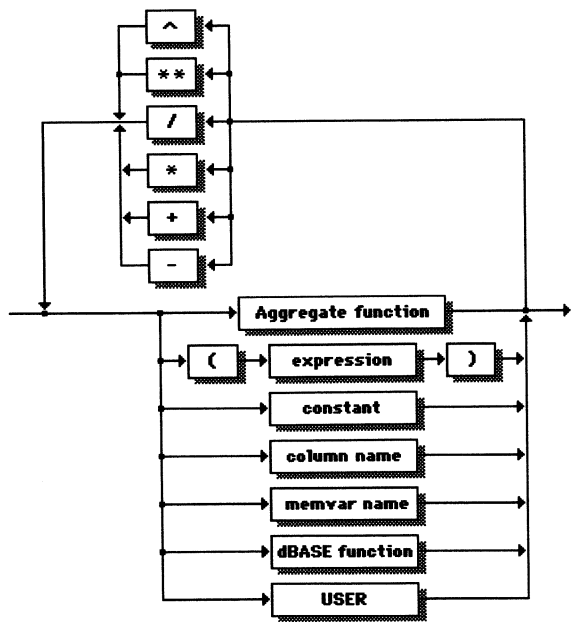 ^
**
/
*
+
-
Aggregate function
( expression )
constant
column name
memvar name
dBASE function
USER